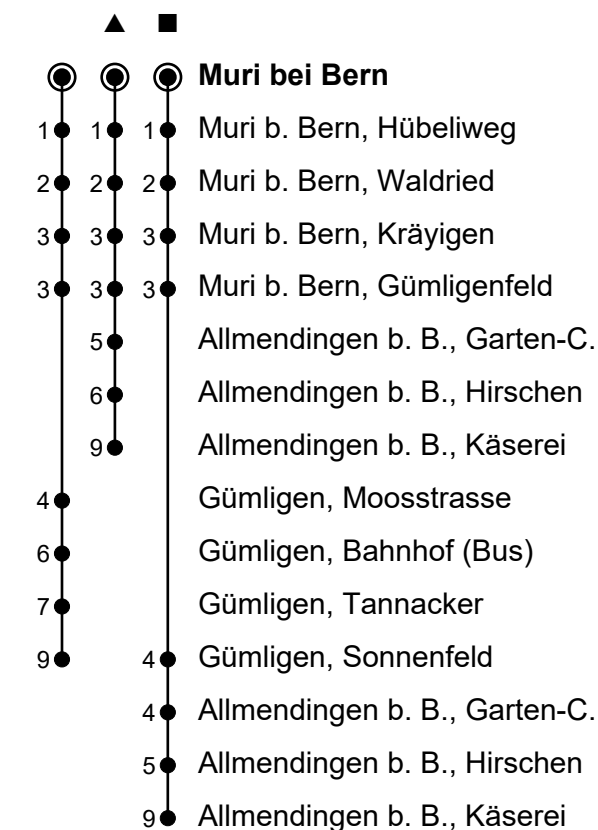 ▲ ■
Muri bei Bern
1 1 1 Muri b. Bern, Hübeliweg
2 2 2 Muri b. Bern, Waldried
3 3 3 Muri b. Bern, Kräyigen
3 3 3 Muri b. Bern, Gümligenfeld
5 Allmendingen b. B., Garten-C.
6 Allmendingen b. B., Hirschen
9 Allmendingen b. B., Käserei
4 Gümligen, Moosstrasse
6 Gümligen, Bahnhof (Bus)
7 Gümligen, Tannacker
9 4 Gümligen, Sonnenfeld
4 Allmendingen b. B., Garten-C.
5 Allmendingen b. B., Hirschen
9 Allmendingen b. B., Käserei